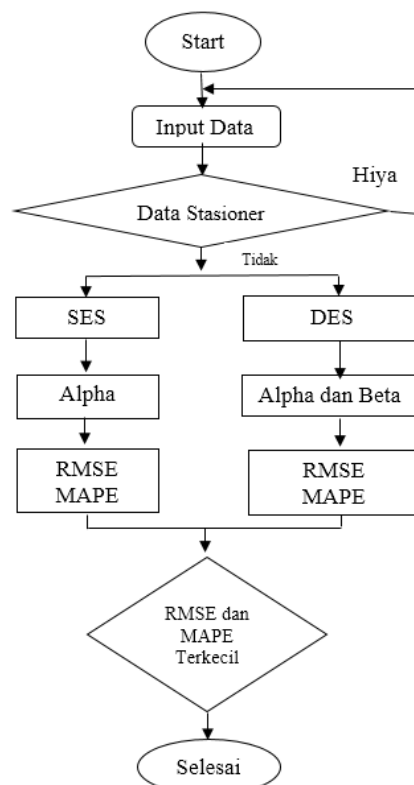 Start
Input Data
Hiya
Data Stasioner
Tidak
SES
DES
Alpha
Alpha dan Beta
RMSE
MAPE
RMSE
MAPE
RMSE dan
MAPE
Terkecil
Selesai